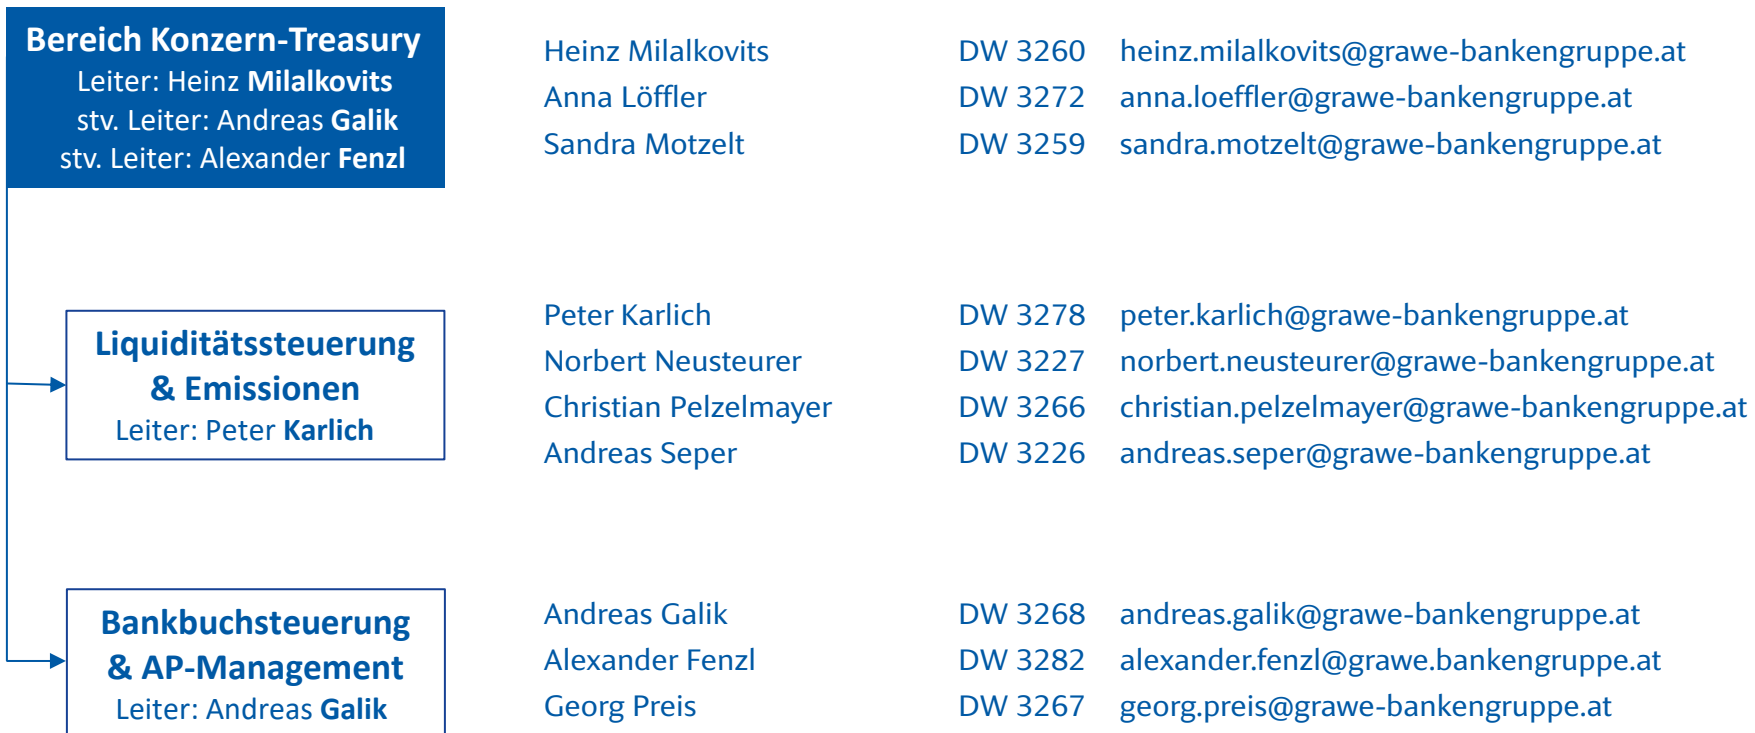 Bereich Konzern-Treasury
Leiter: Heinz Milalkovits
stv. Leiter: Andreas Galik
stv. Leiter: Alexander Fenzl
Heinz Milalkovits DW 3260 heinz.milalkovits@grawe-bankengruppe.at
Anna Löffler DW 3272 anna.loeffler@grawe-bankengruppe.at
Sandra Motzelt DW 3259 sandra.motzelt@grawe-bankengruppe.at
Liquiditätssteuerung
& Emissionen
Leiter: Peter Karlich
Peter Karlich DW 3278 peter.karlich@grawe-bankengruppe.at
Norbert Neusteurer DW 3227 norbert.neusteurer@grawe-bankengruppe.at
Christian Pelzelmayer DW 3266 christian.pelzelmayer@grawe-bankengruppe.at
Andreas Seper DW 3226 andreas.seper@grawe-bankengruppe.at
Bankbuchsteuerung
& AP-Management
Leiter: Andreas Galik
Andreas Galik DW 3268 andreas.galik@grawe-bankengruppe.at
Alexander Fenzl DW 3282 alexander.fenzl@grawe.bankengruppe.at
Georg Preis DW 3267 georg.preis@grawe-bankengruppe.at